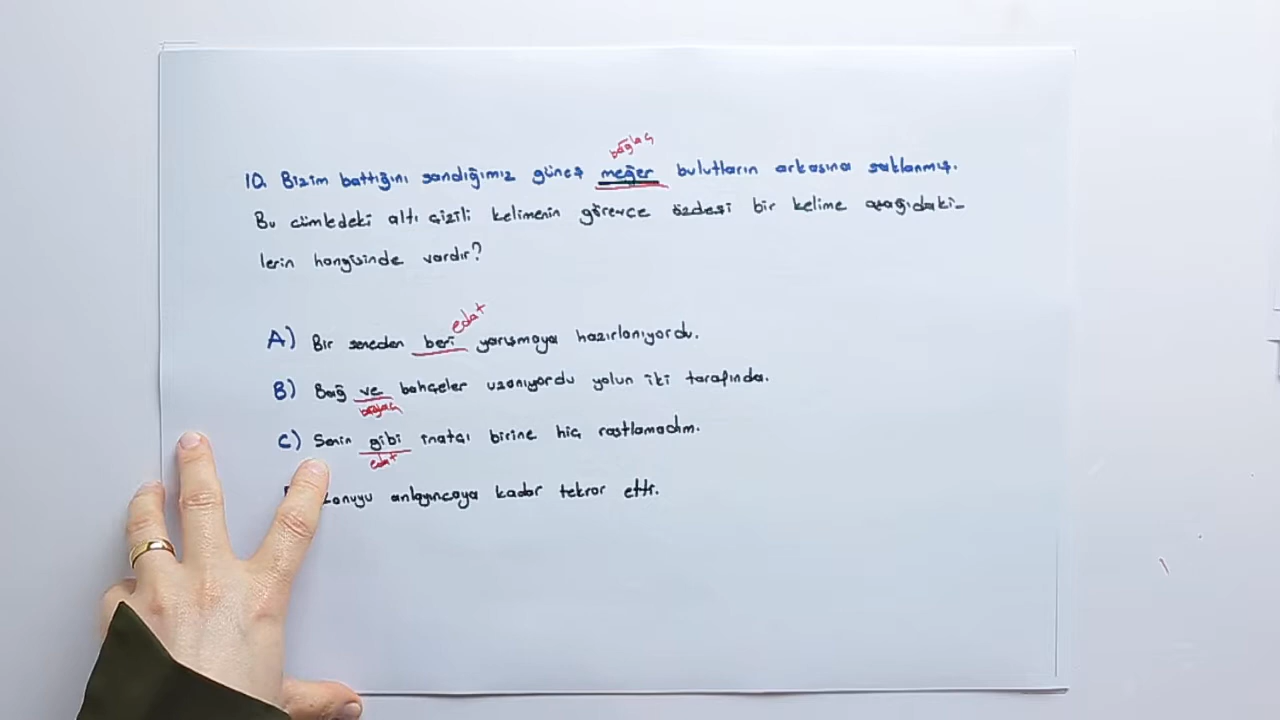 bağlaç
10. Bizim battığını sandığımız güneş meğer bulutların arkasına saklanmış.
Bu cümledeki altı çizili kelimenin görevce özdeşi bir kelime aşağıdaki-
lerin hangisinde vardır?
edat
A) Bir seneden beri yarışmaya hazırlanıyordu.
B) Bağ ve bahçeler uzanıyordu yolun iki tarafında.
bağlaç
C) Senin gibi inatçı birine hiç rastlamadım.
edat
konuyu anlayıncaya kadar tekrar etti.